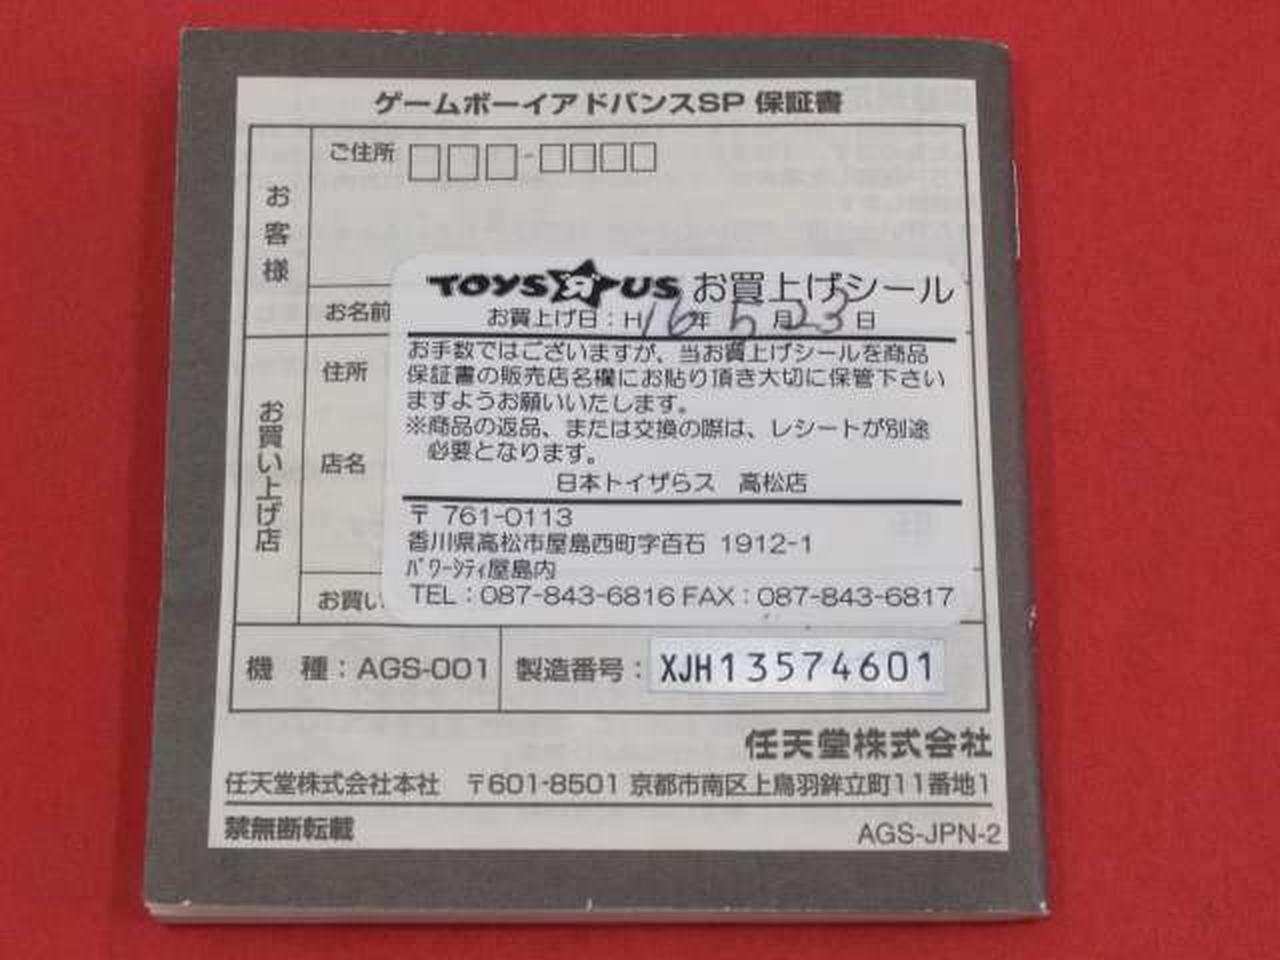 ゲームボーイアドバンスSP 保証書
お客様
ご住所 □□□-□□□□
お名前
TOYS R US お買上げシール
お買上げ日:H16年 5月23日
お手数ではございますが、当お買上げシールを商品
保証書の販売店名欄にお貼り頂き大切に保管下さい
ますようお願いいたします。
※商品の返品、または交換の際は、レシートが別途
必要となります。
日本トイザらス 高松店
〒 761-0113
香川県高松市屋島西町字百石 1912-1
パワーシティ屋島内
TEL:087-843-6816 FAX:087-843-6817
お買い上げ店
住所
店名
お買い
機 種:AGS-001
製造番号:XJH13574601
任天堂株式会社
任天堂株式会社本社 〒601-8501 京都市南区上鳥羽鉾立町11番地1
禁無断転載
AGS-JPN-2